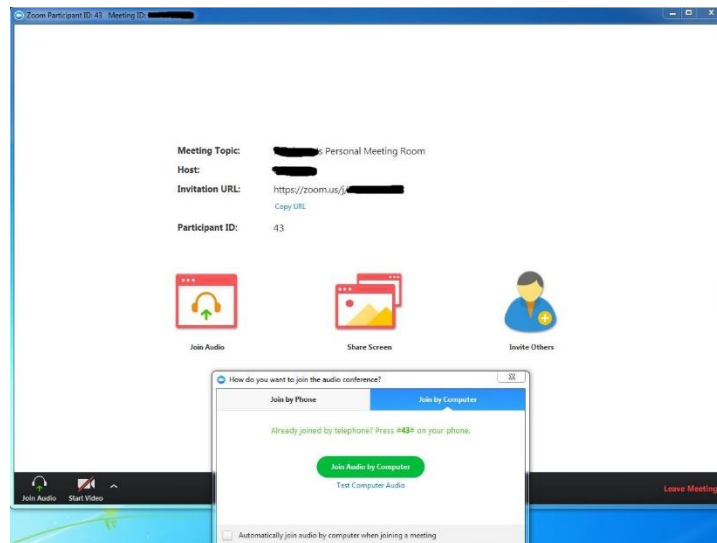 Zoom Participant ID: 43 Meeting ID:
Meeting Topic: 's Personal Meeting Room
Host:
Invitation URL: https://zoom.us/j/
Copy URL
Participant ID: 43
Join Audio Share Screen Invite Others
How do you want to join the audio conference?
Join by Phone Join by Computer
Already joined by telephone? Press #43# on your phone.
Join Audio by Computer
Test Computer Audio
Join Audio Start Video Leave Meeting
Automatically join audio by computer when joining a meeting